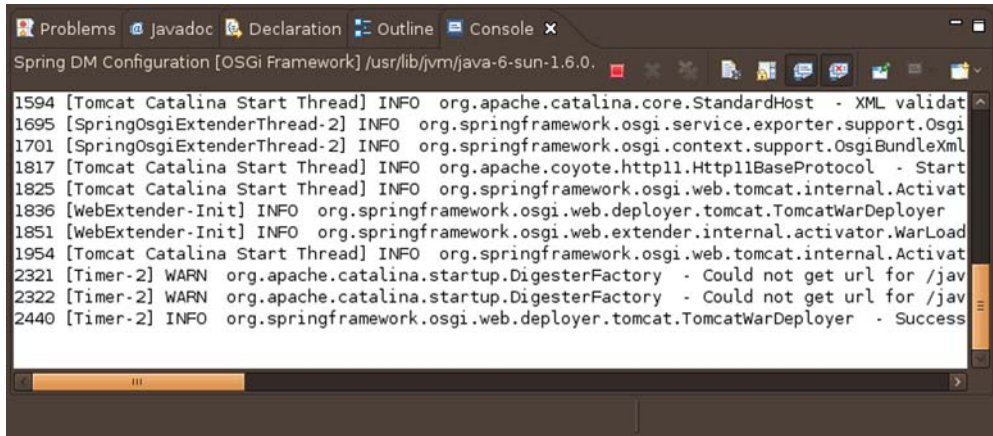 Problems @ Javadoc Declaration Outline Console
Spring DM Configuration [OSGi Framework] /usr/lib/jvm/java-6-sun-1.6.0.
1594 [Tomcat Catalina Start Thread] INFO org.apache.catalina.core.StandardHost - XML validat
1695 [SpringOsgiExtenderThread-2] INFO org.springframework.osgi.service.exporter.support.Osgi
1701 [SpringOsgiExtenderThread-2] INFO org.springframework.osgi.context.support.OsgiBundleXml
1817 [Tomcat Catalina Start Thread] INFO org.apache.coyote.http11.Http11BaseProtocol - Start
1825 [Tomcat Catalina Start Thread] INFO org.springframework.osgi.web.tomcat.internal.Activat
1836 [WebExtender-Init] INFO org.springframework.osgi.web.deployer.tomcat.TomcatWarDeployer
1851 [WebExtender-Init] INFO org.springframework.osgi.web.extender.internal.activator.WarLoad
1954 [Tomcat Catalina Start Thread] INFO org.springframework.osgi.web.tomcat.internal.Activat
2321 [Timer-2] WARN org.apache.catalina.startup.DigesterFactory - Could not get url for /jav
2322 [Timer-2] WARN org.apache.catalina.startup.DigesterFactory - Could not get url for /jav
2440 [Timer-2] INFO org.springframework.osgi.web.deployer.tomcat.TomcatWarDeployer - Success